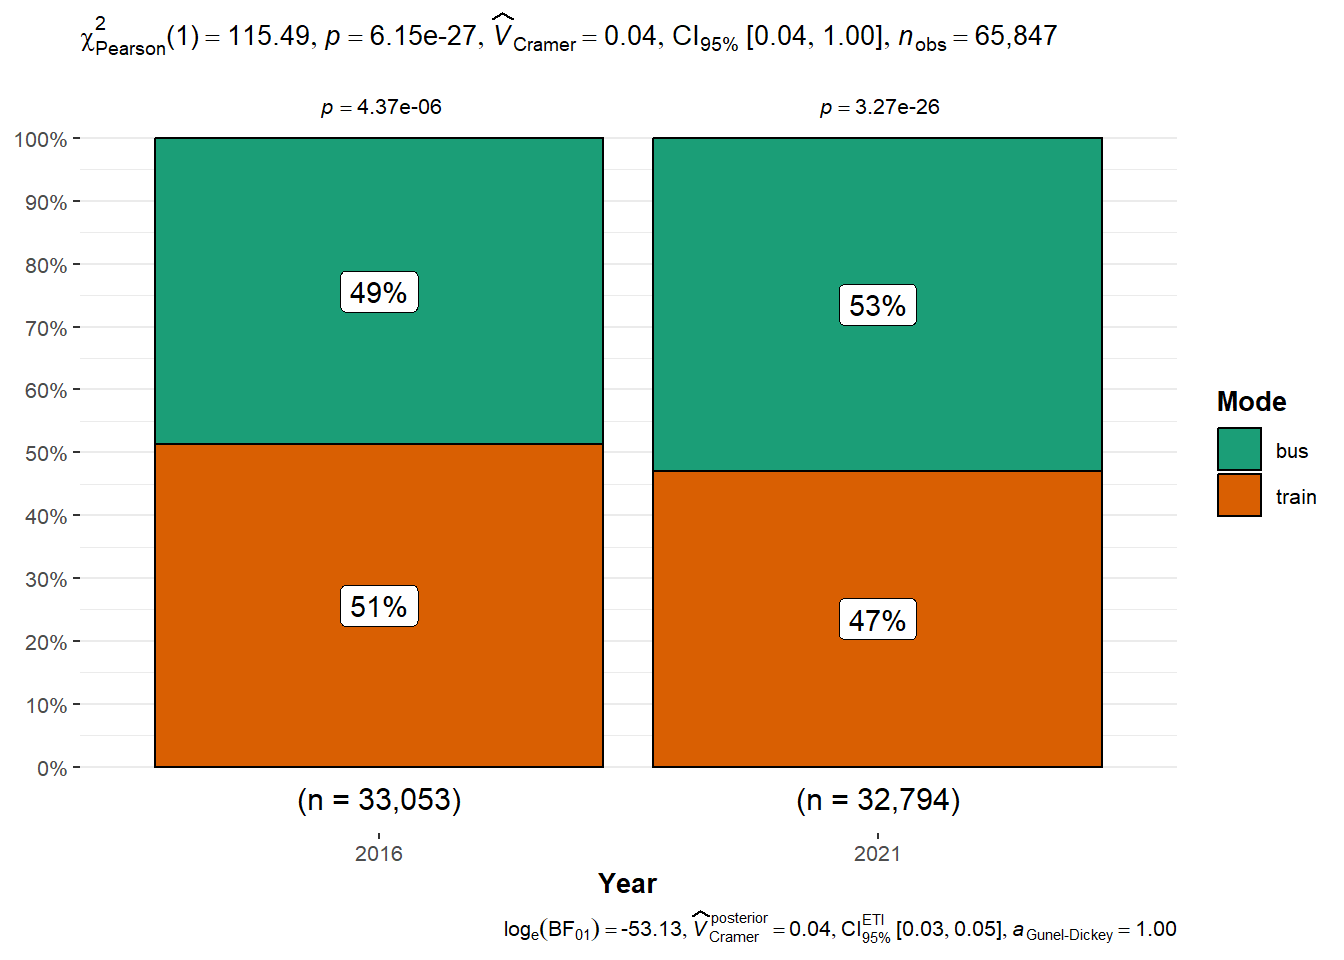 χ²Pearson(1) = 115.49, p = 6.15e-27, V̂Cramer = 0.04, CI95% [0.04, 1.00], nobs = 65,847
p = 4.37e-06
p = 3.27e-26
100%
90%
80%
70%
60%
50%
40%
30%
20%
10%
0%
49%
53%
51%
47%
Mode
bus
train
(n = 33,053)
(n = 32,794)
2016
2021
Year
loge(BF01) = -53.13, V̂Cramer posterior = 0.04, CI95% ETI [0.03, 0.05], aGunel-Dickey = 1.00